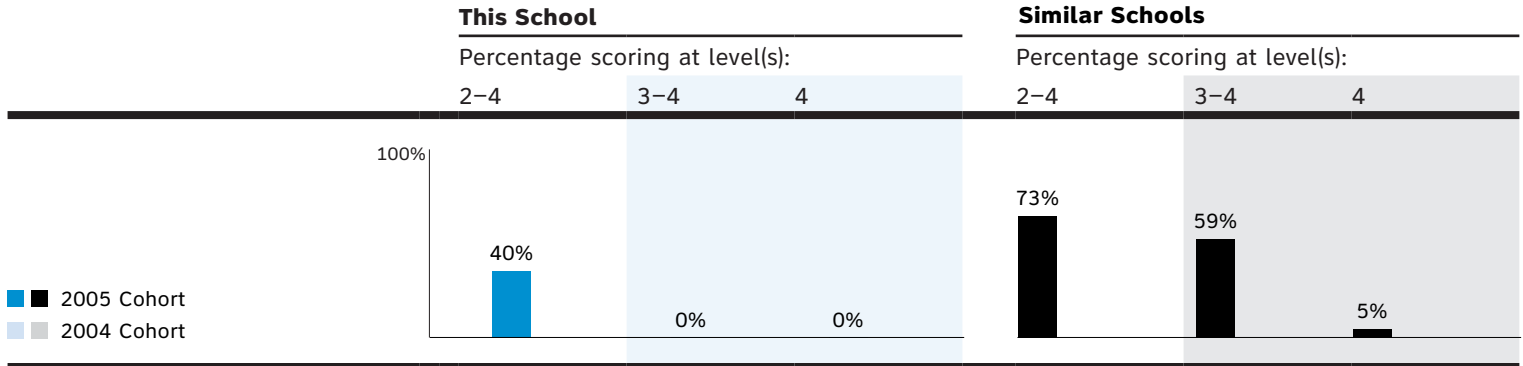 This School
Similar Schools
Percentage scoring at level(s):
Percentage scoring at level(s):
2–4 3–4 4
2–4 3–4 4
100%
73%
59%
40%
5%
0% 0%
2005 Cohort
2004 Cohort